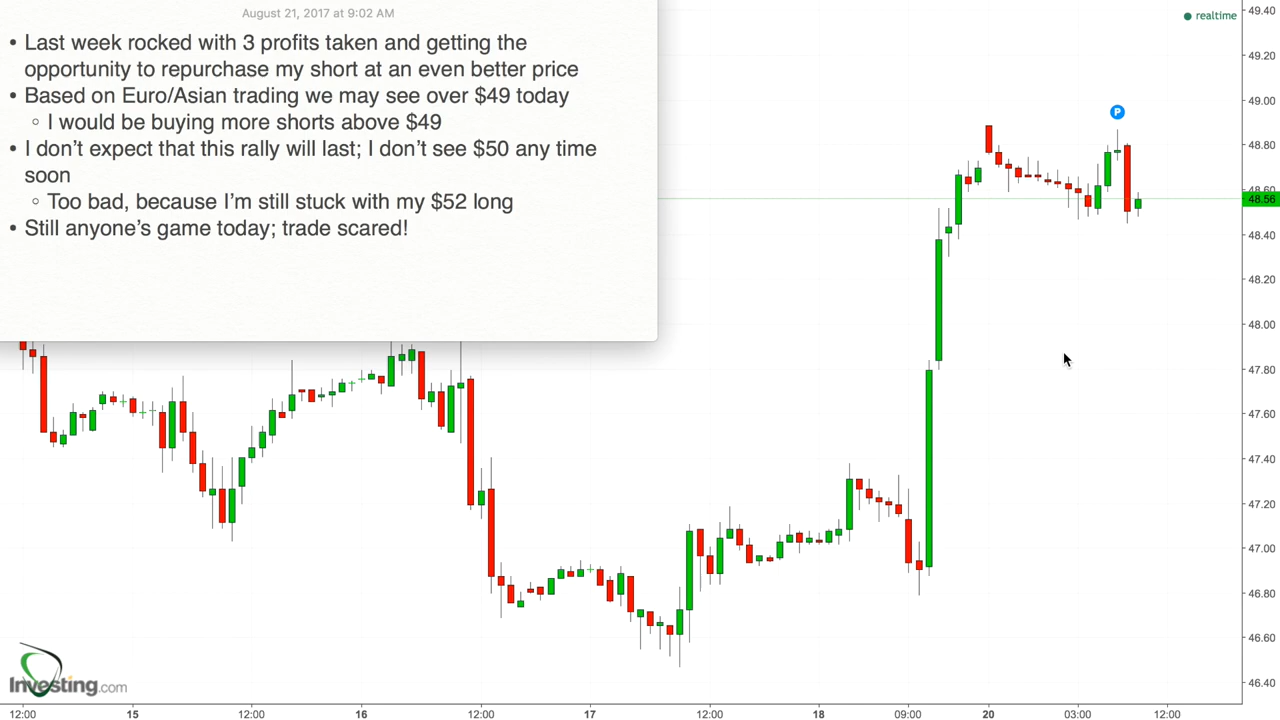 August 21, 2017 at 9:02 AM
• Last week rocked with 3 profits taken and getting the
opportunity to repurchase my short at an even better price
• Based on Euro/Asian trading we may see over $49 today
◦ I would be buying more shorts above $49
• I don’t expect that this rally will last; I don’t see $50 any time
soon
◦ Too bad, because I’m still stuck with my $52 long
• Still anyone’s game today; trade scared!
realtime
P
49.40
49.20
49.00
48.80
48.60
48.56
48.40
48.20
48.00
47.80
47.60
47.40
47.20
47.00
46.80
46.60
46.40
Investing.com
12:00 15 12:00 16 12:00 17 12:00 18 09:00 20 03:00 12:00